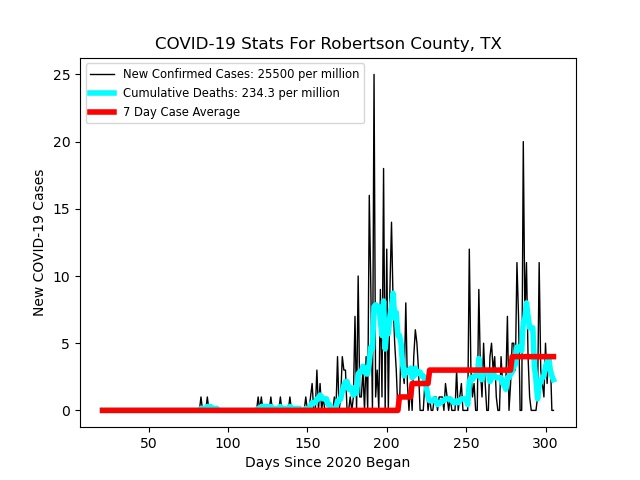 COVID-19 Stats For Robertson County, TX
New Confirmed Cases: 25500 per million
Cumulative Deaths: 234.3 per million
7 Day Case Average
New COVID-19 Cases
25
20
15
10
5
0
50 100 150 200 250 300
Days Since 2020 Began